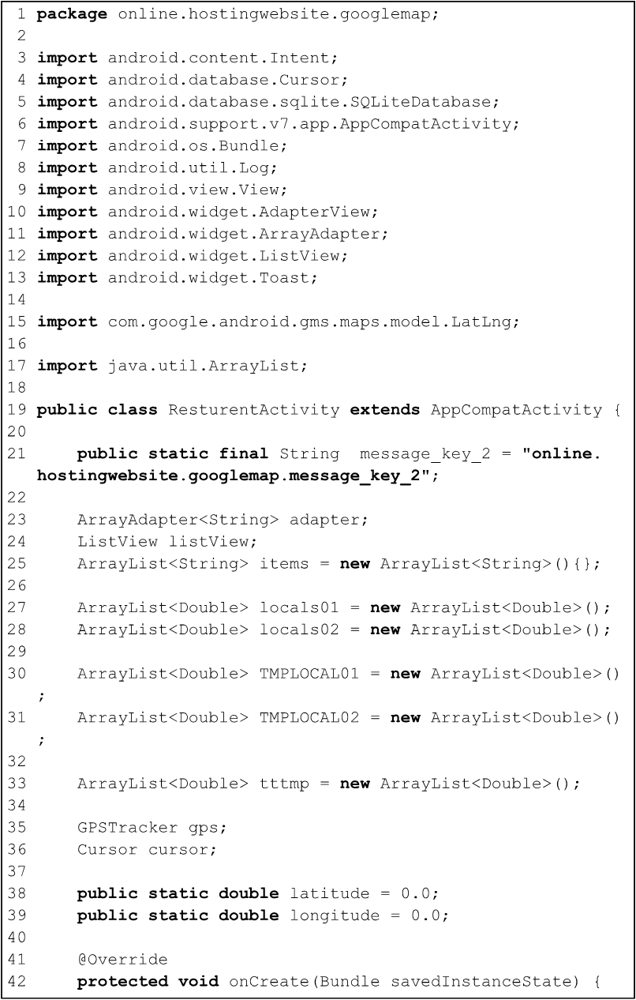 1 package online.hostingwebsite.googlemap;
2
3 import android.content.Intent;
4 import android.database.Cursor;
5 import android.database.sqlite.SQLiteDatabase;
6 import android.support.v7.app.AppCompatActivity;
7 import android.os.Bundle;
8 import android.util.Log;
9 import android.view.View;
10 import android.widget.AdapterView;
11 import android.widget.ArrayAdapter;
12 import android.widget.ListView;
13 import android.widget.Toast;
14
15 import com.google.android.gms.maps.model.LatLng;
16
17 import java.util.ArrayList;
18
19 public class ResturentActivity extends AppCompatActivity {
20
21     public static final String  message_key_2 = "online.
hostingwebsite.googlemap.message_key_2";
22
23     ArrayAdapter<String> adapter;
24     ListView listView;
25     ArrayList<String> items = new ArrayList<String>(){};
26
27     ArrayList<Double> locals01 = new ArrayList<Double>();
28     ArrayList<Double> locals02 = new ArrayList<Double>();
29
30     ArrayList<Double> TMPLOCAL01 = new ArrayList<Double>()
;
31     ArrayList<Double> TMPLOCAL02 = new ArrayList<Double>()
;
32
33     ArrayList<Double> tttmp = new ArrayList<Double>();
34
35     GPSTracker gps;
36     Cursor cursor;
37
38     public static double latitude = 0.0;
39     public static double longitude = 0.0;
40
41     @Override
42     protected void onCreate(Bundle savedInstanceState) {